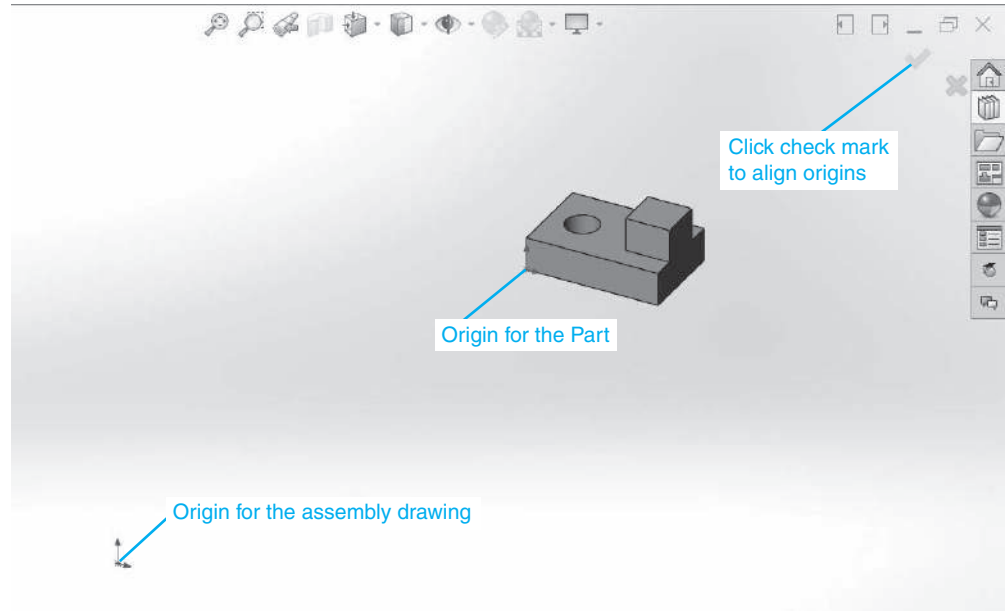 Click check mark
to align origins
Origin for the Part
Origin for the assembly drawing